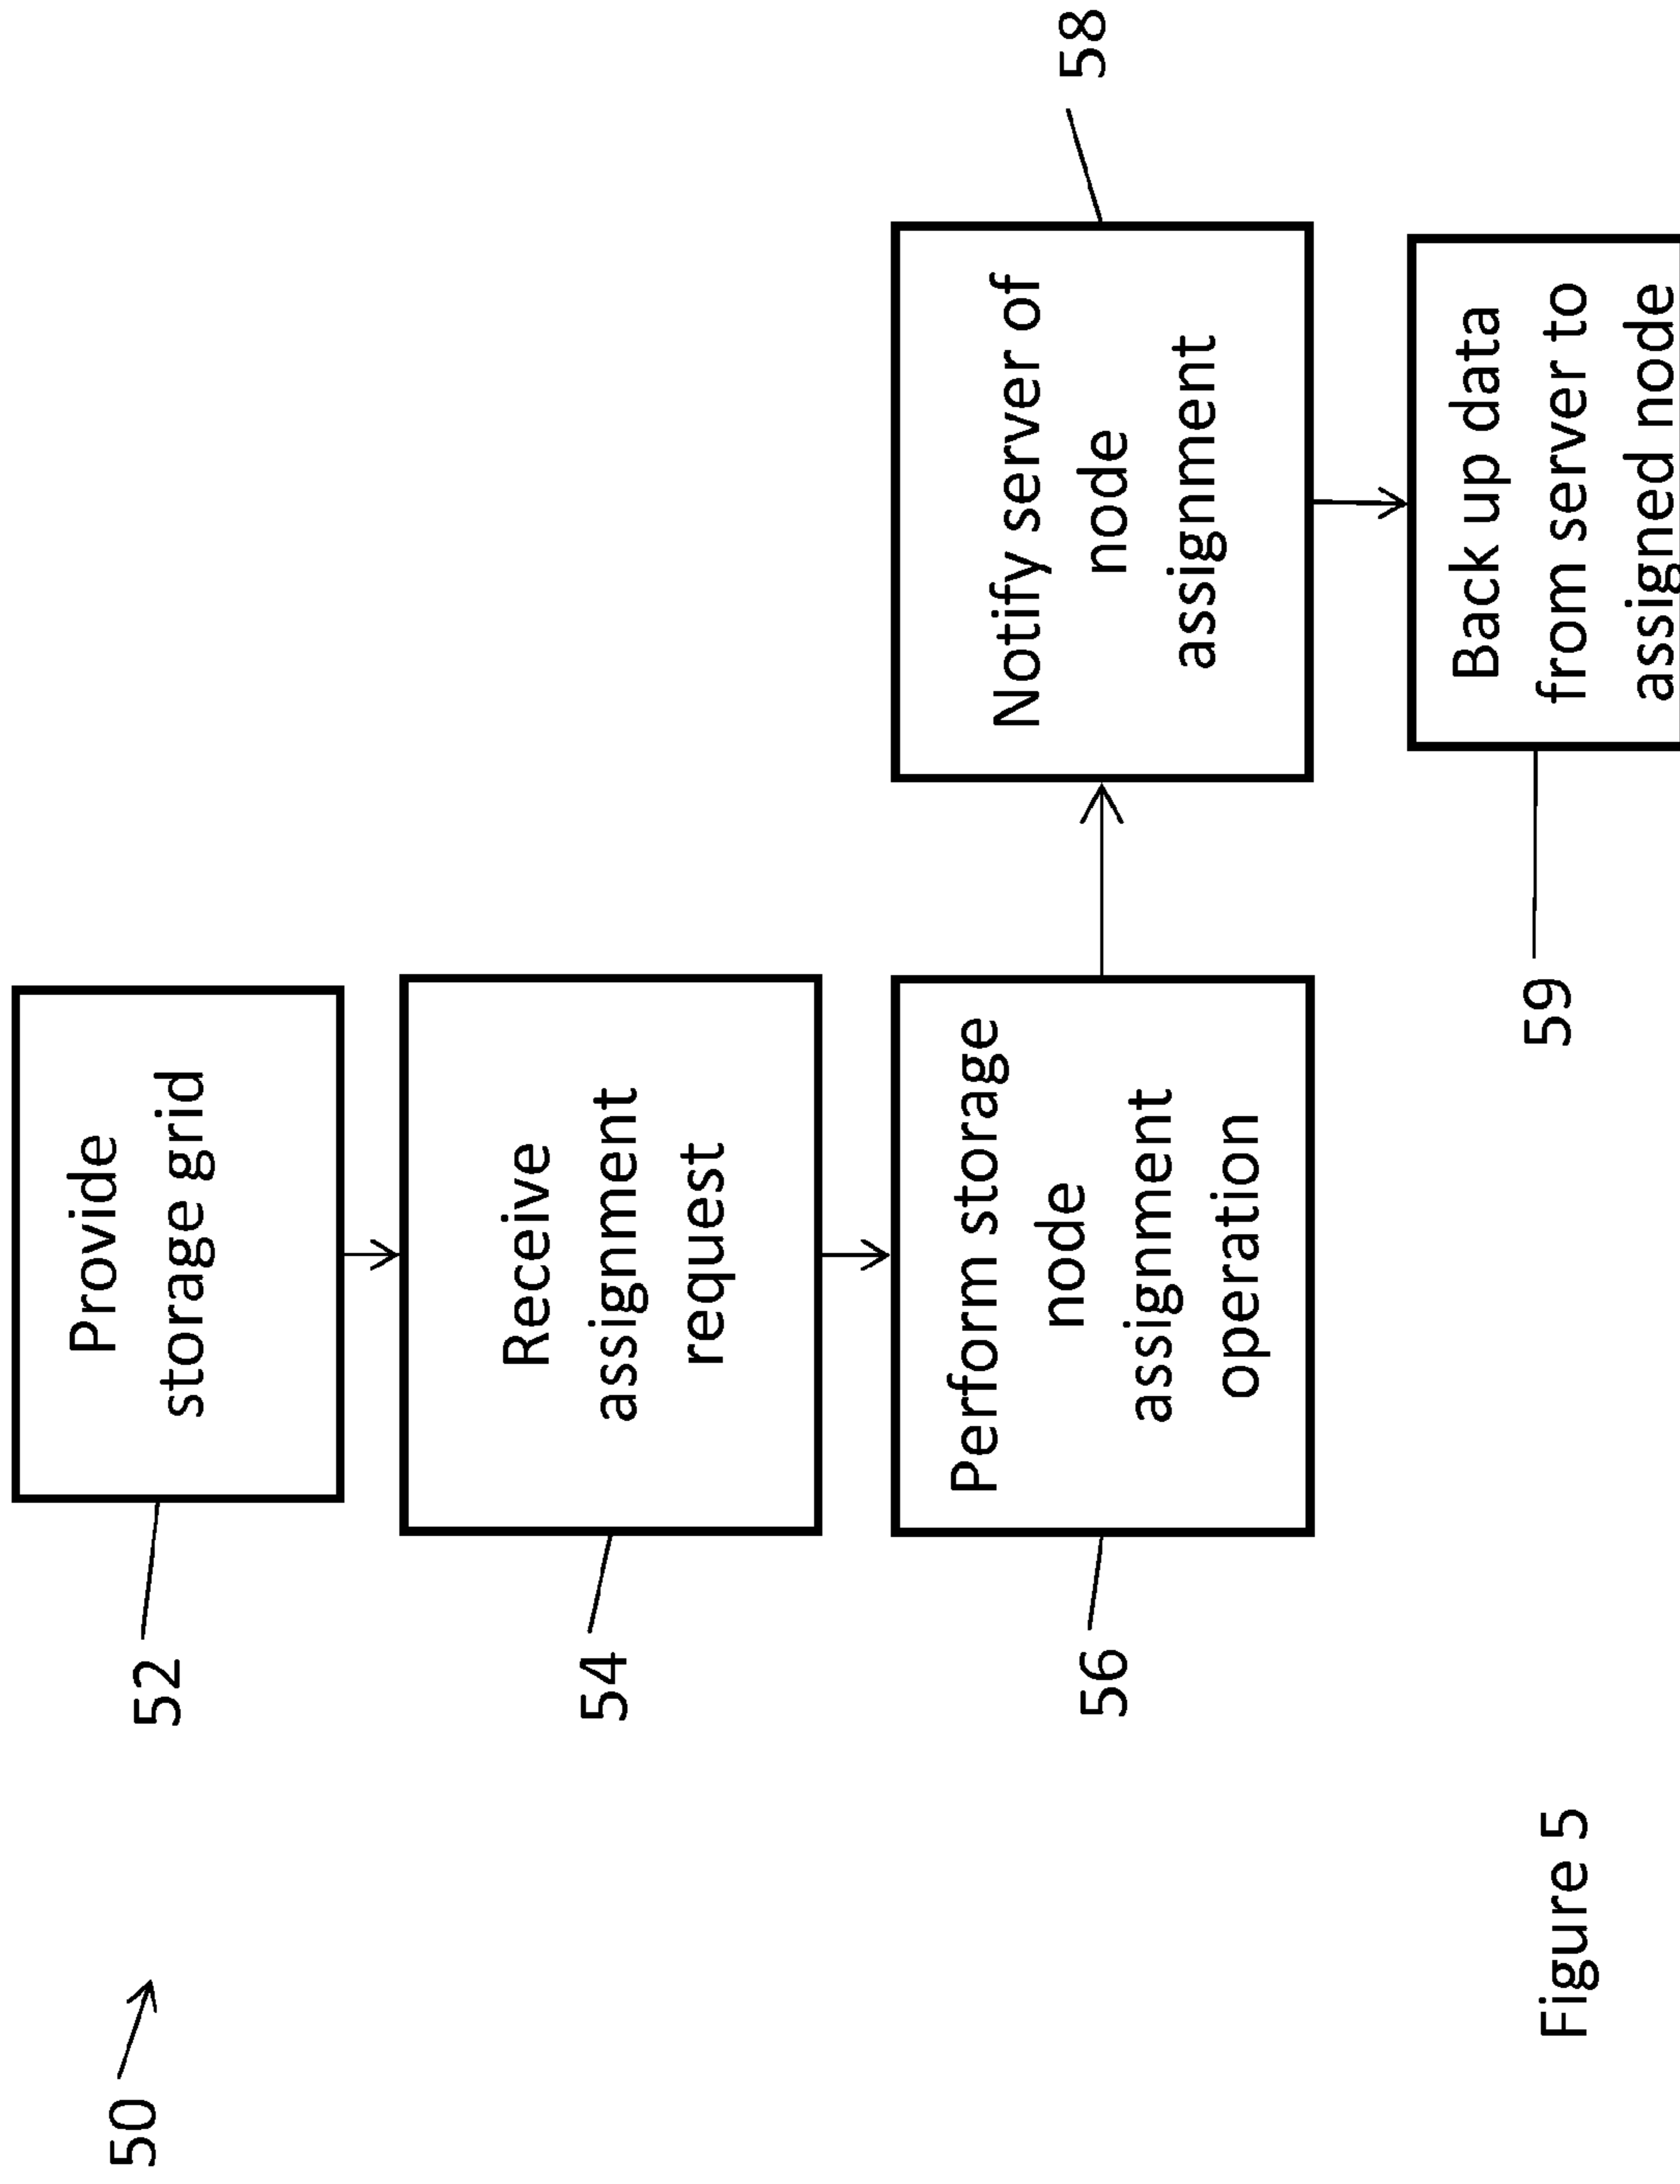 50
52
Provide
storage grid
54
Receive
assignment
request
56
Perform storage
node
assignment
operation
58
Notify server of
node
assignment
59
Back up data
from server to
assigned node
Figure 5